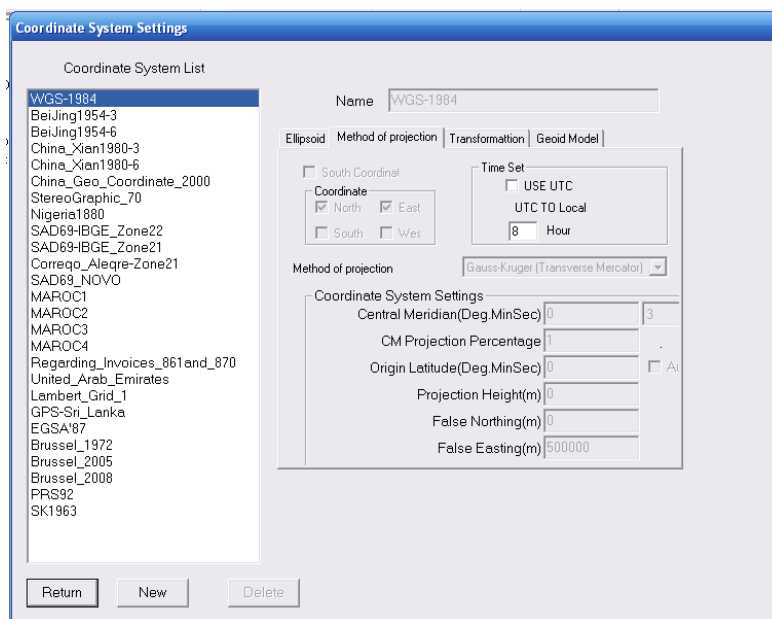 Coordinate System Settings
Coordinate System List
WGS-1984
BeiJing1954-3
BeiJing1954-6
China_Xian1980-3
China_Xian1980-6
China_Geo_Coordinate_2000
StereoGraphic_70
Nigeria1880
SAD69-IBGE_Zone22
SAD69-IBGE_Zone21
Correqo_Aleqre-Zone21
SAD69_NOVO
MAROC1
MAROC2
MAROC3
MAROC4
Regarding_Invoices_861and_870
United_Arab_Emirates
Lambert_Grid_1
GPS-Sri_Lanka
EGSA'87
Brussel_1972
Brussel_2005
Brussel_2008
PRS92
SK1963
Return New Delete
Name WGS-1984
Ellipsoid Method of projection Transformattion Geoid Model
South Coordinat
Coordinate
North East
South Wes
Time Set
USE UTC
UTC TO Local
8 Hour
Method of projection Gauss-Kruger (Transverse Mercator)
Coordinate System Settings
Central Meridian(Deg.MinSec) 0 3
CM Projection Percentage 1 .
Origin Latitude(Deg.MinSec) 0
Projection Height(m) 0
False Northing(m) 0
False Easting(m) 500000